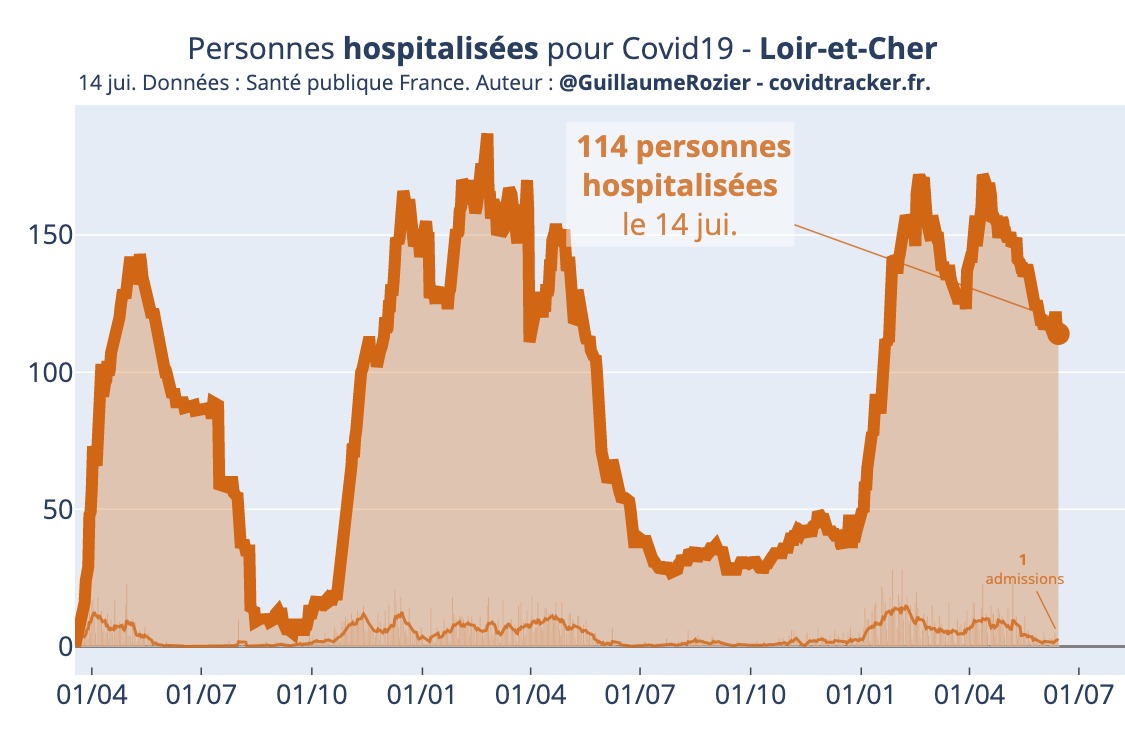 Personnes hospitalisées pour Covid19 - Loir-et-Cher
14 jui. Données : Santé publique France. Auteur : @GuillaumeRozier - covidtracker.fr.
114 personnes
hospitalisées
le 14 jui.
150
100
50
0
1
admissions
01/04 01/07 01/10 01/01 01/04 01/07 01/10 01/01 01/04 01/07